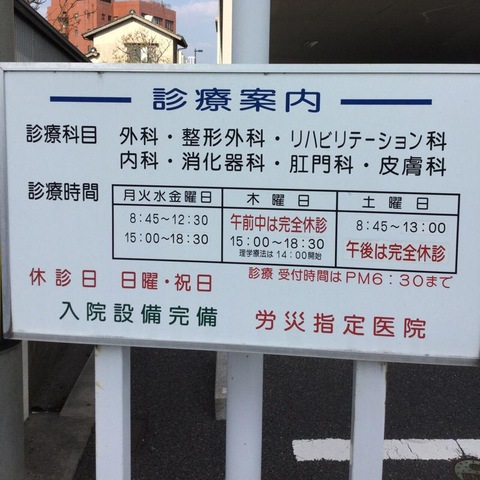 診療案内
診療科目 外科・整形外科・リハビリテーション科
内科・消化器科・肛門科・皮膚科
診療時間 月火水金曜日 木曜日 土曜日
8:45~12:30 午前中は完全休診 8:45~13:00
15:00~18:30 15:00~18:30 午後は完全休診
理学療法は14:00開始
休診日 日曜・祝日 診療 受付時間はPM6:30まで
入院設備完備 労災指定医院